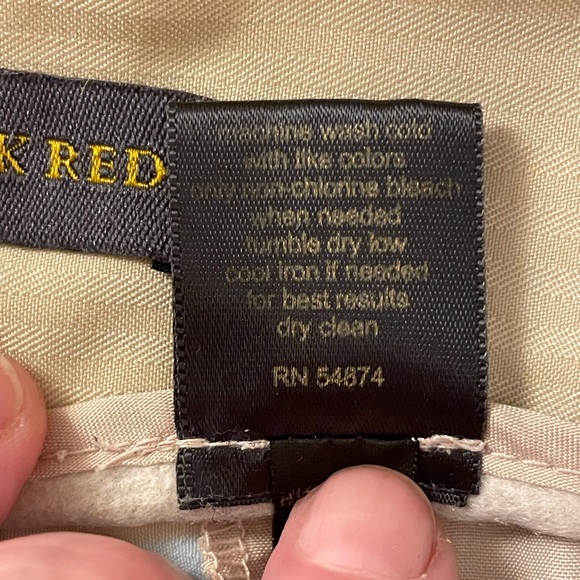 K RED
machine wash cold
with like colors
only non-chlorine bleach
when needed
tumble dry low
cool iron if needed
for best results
dry clean
RN 54874